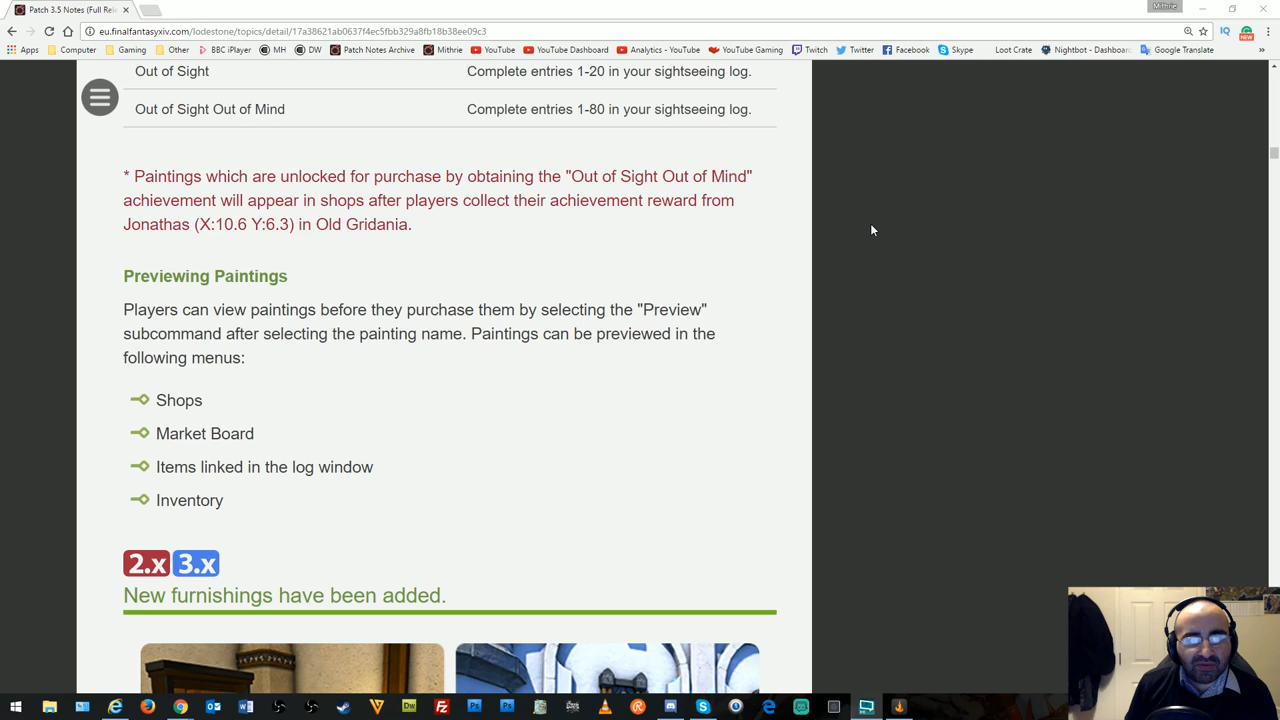 Patch 3.5 Notes (Full Rele
Mithrie
eu.finalfantasyxiv.com/lodestone/topics/detail/17a38621ab0637f4ec5fbb329a8fb18b38ee09c3
IQ
NEW
Apps
Computer
Gaming
Other
BBC iPlayer
MH
DW
Patch Notes Archive
Mithrie
YouTube
YouTube Dashboard
Analytics - YouTube
YouTube Gaming
Twitch
Twitter
Facebook
Skype
Loot Crate
Nightbot - Dashboar
Google Translate
Out of Sight Complete entries 1-20 in your sightseeing log.
Out of Sight Out of Mind Complete entries 1-80 in your sightseeing log.
* Paintings which are unlocked for purchase by obtaining the "Out of Sight Out of Mind"
achievement will appear in shops after players collect their achievement reward from
Jonathas (X:10.6 Y:6.3) in Old Gridania.
Previewing Paintings
Players can view paintings before they purchase them by selecting the "Preview"
subcommand after selecting the painting name. Paintings can be previewed in the
following menus:
Shops
Market Board
Items linked in the log window
Inventory
2.x 3.x
New furnishings have been added.